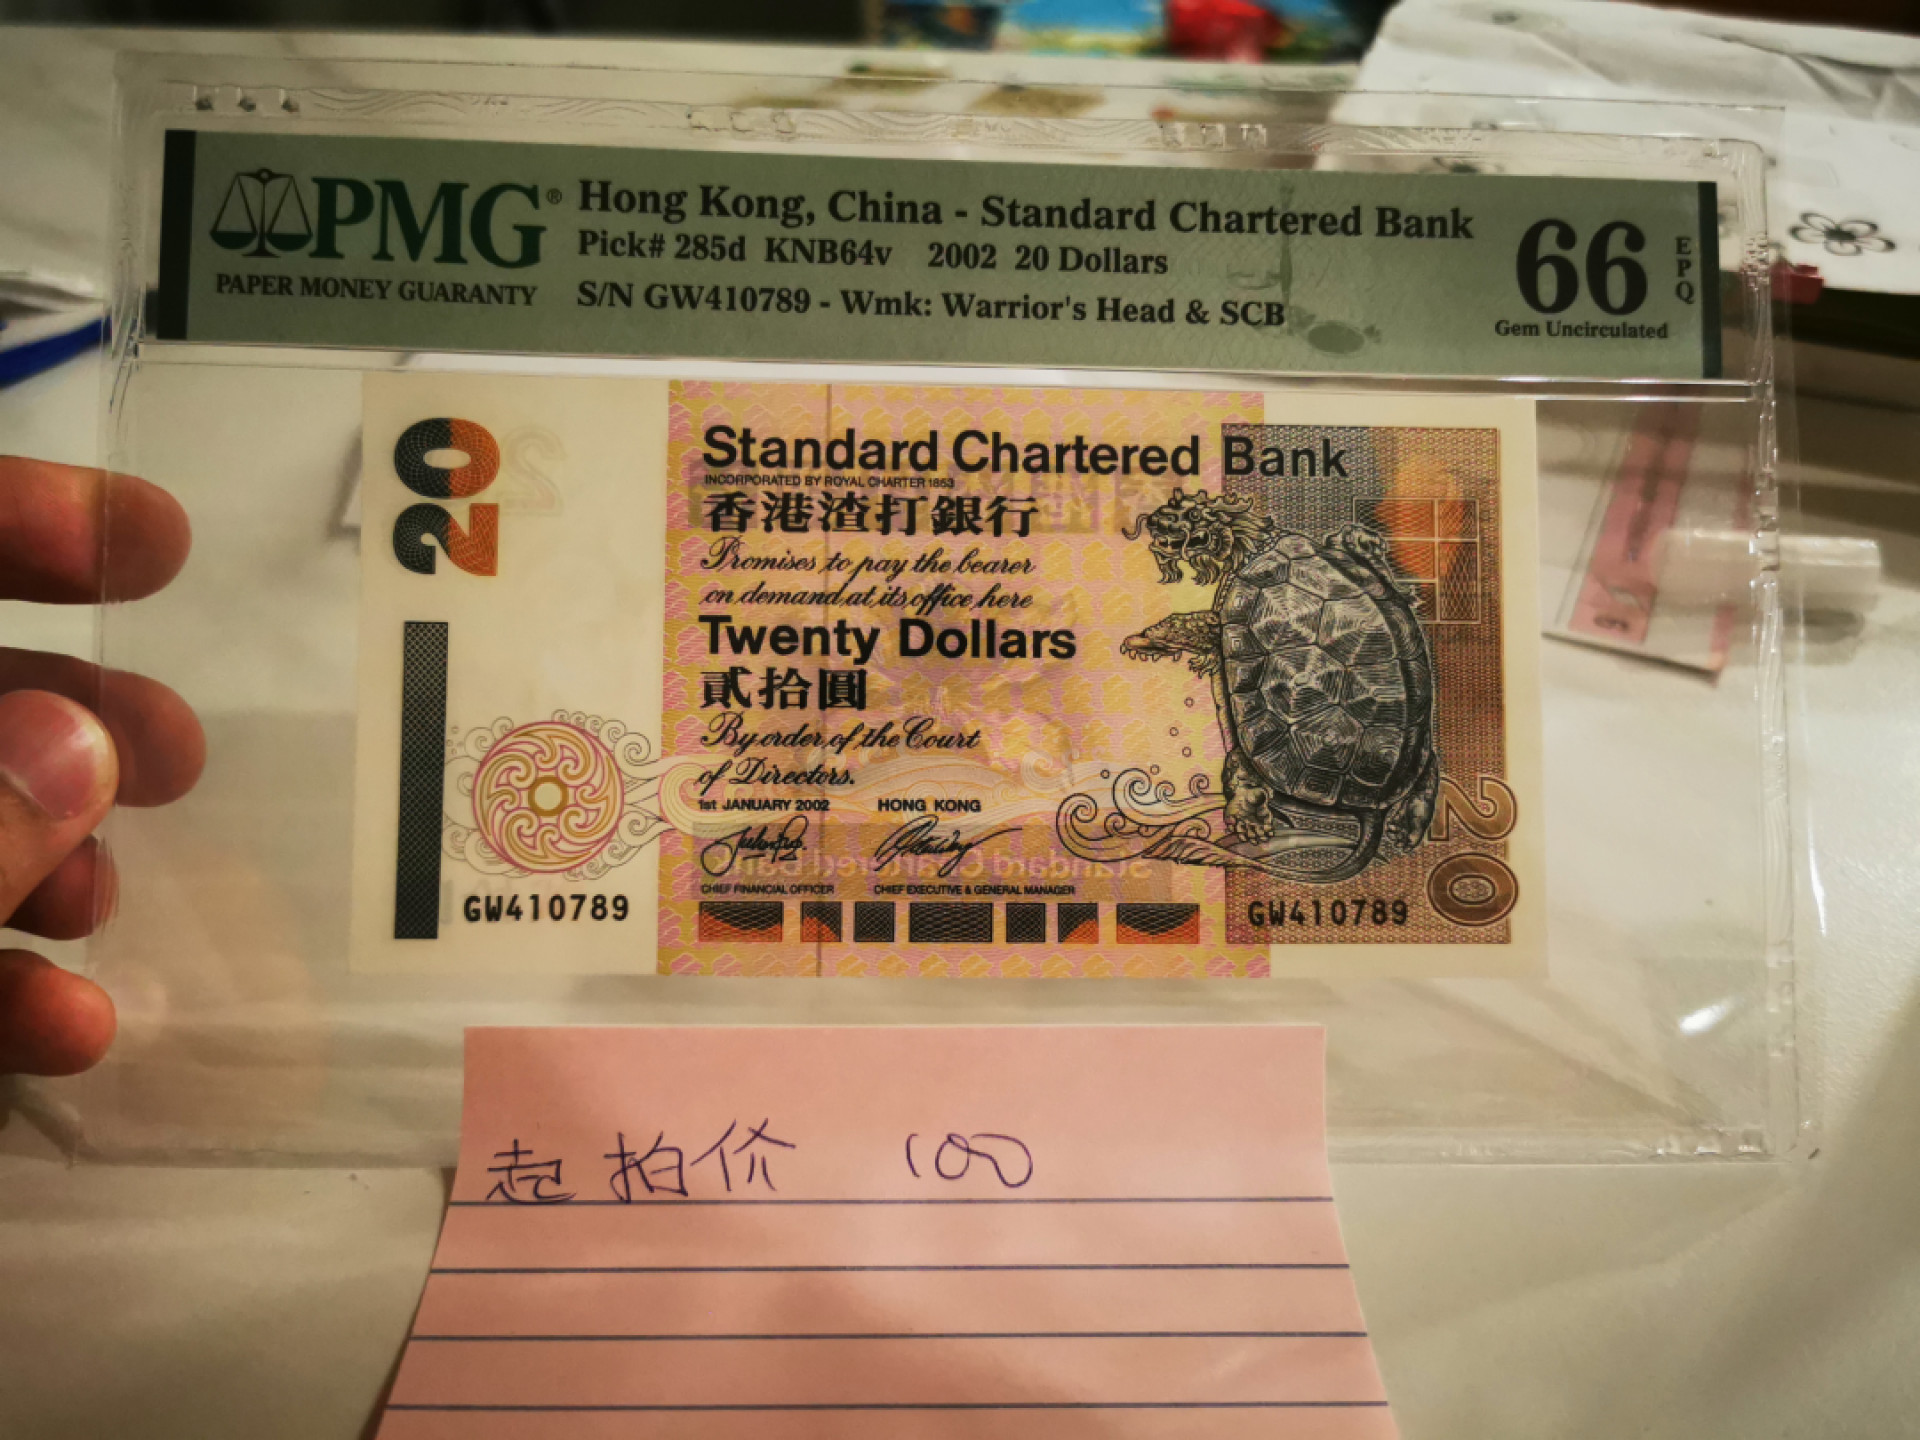 PMG®
PAPER MONEY GUARANTY
Hong Kong, China - Standard Chartered Bank
Pick# 285d KNB64v 2002 20 Dollars
S/N GW410789 - Wmk: Warrior's Head & SCB
66
EPQ
Gem Uncirculated
20
Standard Chartered Bank
INCORPORATED BY ROYAL CHARTER 1853
香港渣打銀行
Promises to pay the bearer
on demand at its office here
Twenty Dollars
貳拾圓
By order of the Court
of Directors.
1st JANUARY 2002 HONG KONG
CHIEF FINANCIAL OFFICER CHIEF EXECUTIVE & GENERAL MANAGER
GW410789
GW410789
20
起拍价 100